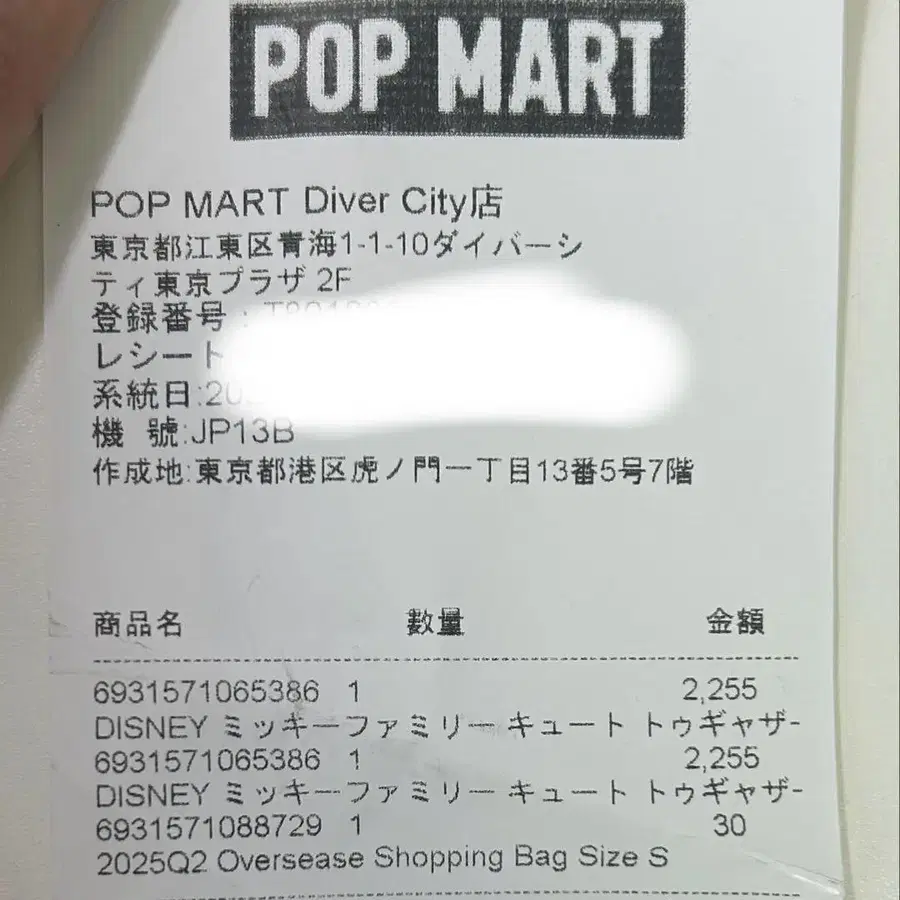 POP MART
POP MART Diver City店
東京都江東区青海1-1-10ダイバーシ
ティ東京プラザ 2F
登録番号:
レシート
系統日:20
機 號:JP13B
作成地:東京都港区虎ノ門一丁目13番5号7階
商品名 数量 金額
6931571065386 1 2,255
DISNEY ミッキーファミリー キュート トゥギャザー
6931571065386 1 2,255
DISNEY ミッキーファミリー キュート トゥギャザー
6931571088729 1 30
2025Q2 Oversease Shopping Bag Size S